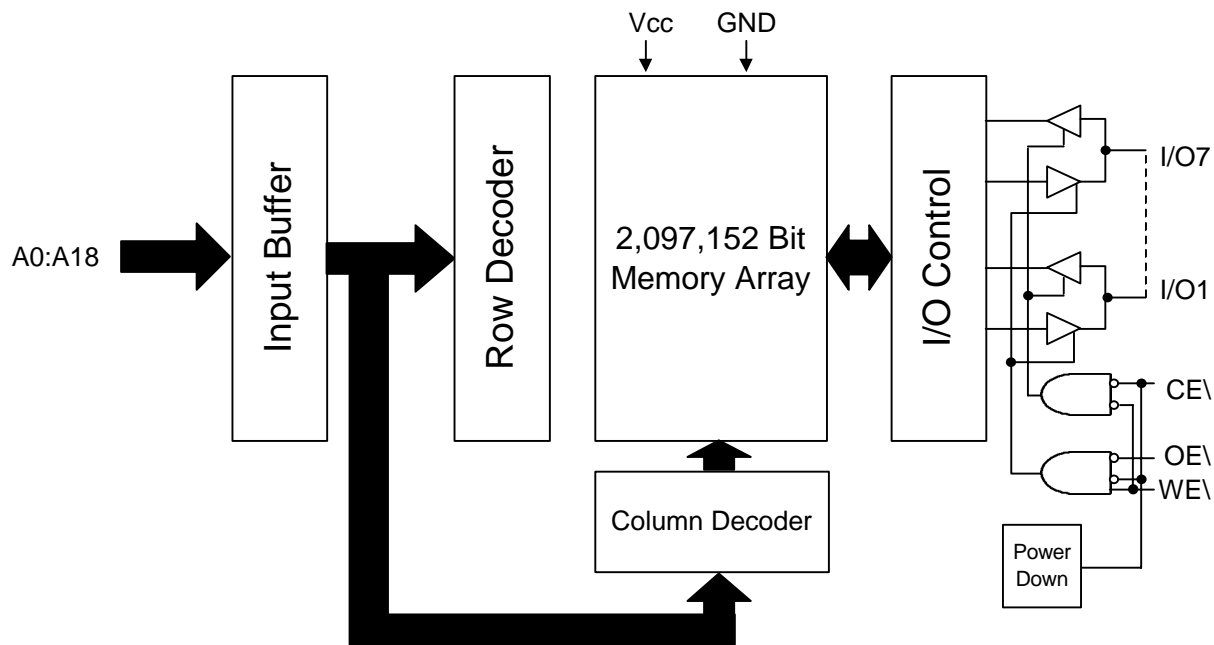 Vcc
GND
A0:A18
Input Buffer
Row Decoder
2,097,152 Bit
Memory Array
I/O Control
I/O7
I/O1
CE\
OE\
WE\
Column Decoder
Power
Down